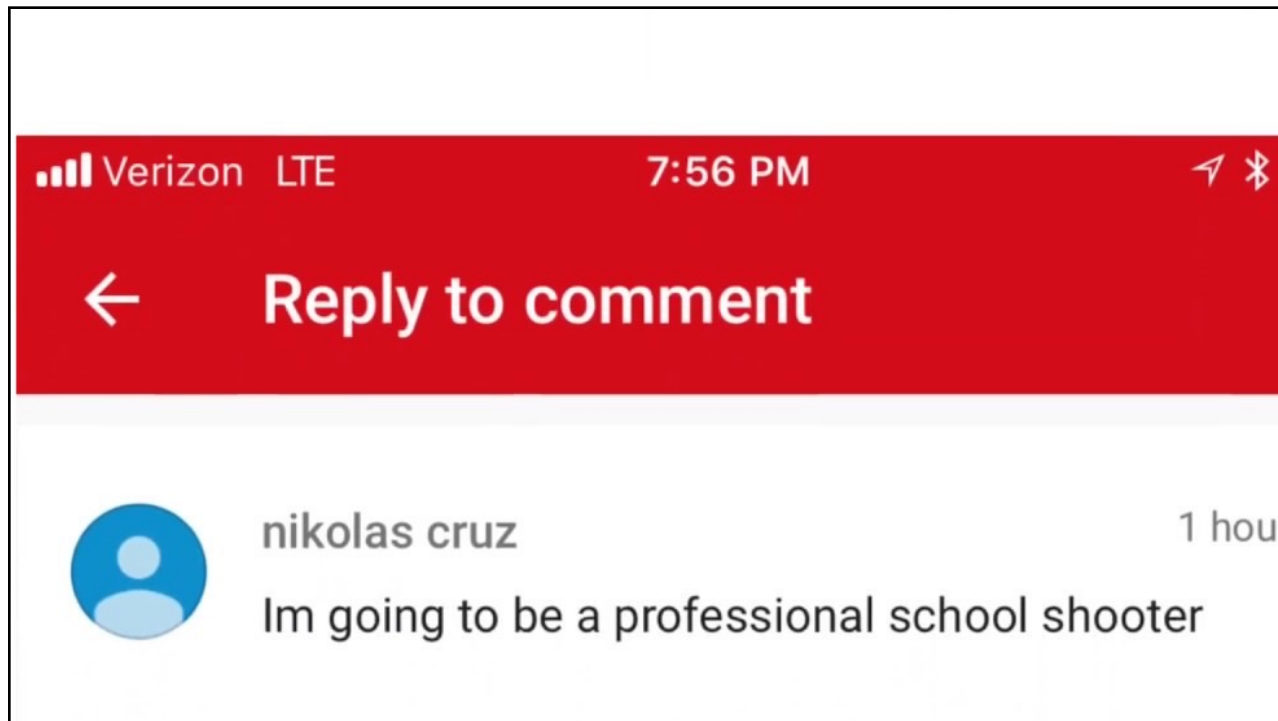 Verizon LTE 7:56 PM
Reply to comment
nikolas cruz 1 hou
Im going to be a professional school shooter